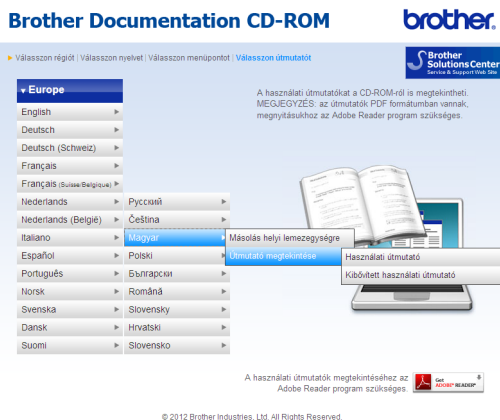 Brother Documentation CD-ROM
brother.
Válasszon régiót | Válasszon nyelvet | Válasszon menüpontot | Válasszon útmutatót
Brother
SolutionsCenter
Service & Support Web Site
Europe
A használati útmutatókat a CD-ROM-ról is megtekintheti.
MEGJEGYZÉS: az útmutatók PDF formátumban vannak,
megnyitásukhoz az Adobe Reader program szükséges.
English
Deutsch
Deutsch (Schweiz)
Français
Français (Suisse/Belgique)
Nederlands
Nederlands (België)
Italiano
Español
Português
Norsk
Svenska
Dansk
Suomi
Русский
Čeština
Magyar
Polski
Български
Română
Slovensky
Hrvatski
Slovensko
Másolás helyi lemezegységre
Útmutató megtekintése
Használati útmutató
Kibővített használati útmutató
A használati útmutatók megtekintéséhez az
Adobe Reader program szükséges
Get
ADOBE® READER®
© 2012 Brother Industries, Ltd. All Rights Reserved.